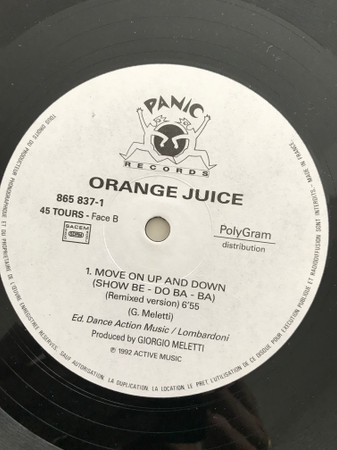 PANIC
RECORDS
ORANGE JUICE
865 837-1
45 TOURS - Face B
SACEM
PolyGram
distribution
1. MOVE ON UP AND DOWN
(SHOW BE - DO BA - BA)
(Remixed version) 6'55
(G. Meletti)
Ed. Dance Action Music / Lombardoni
Produced by GIORGIO MELETTI
℗ 1992 ACTIVE MUSIC
TOUS DROITS DU PRODUCTEUR PHONOGRAPHIQUE ET DU PROPRIETAIRE DE L'ŒUVRE ENREGISTREE RESERVES. SAUF AUTORISATION, LA DUPLICATION, LA LOCATION, LE PRET, L'UTILISATION DE CE DISQUE POUR EXECUTION PUBLIQUE ET RADIODIFFUSION SONT INTERDITS. - MADE IN FRANCE.